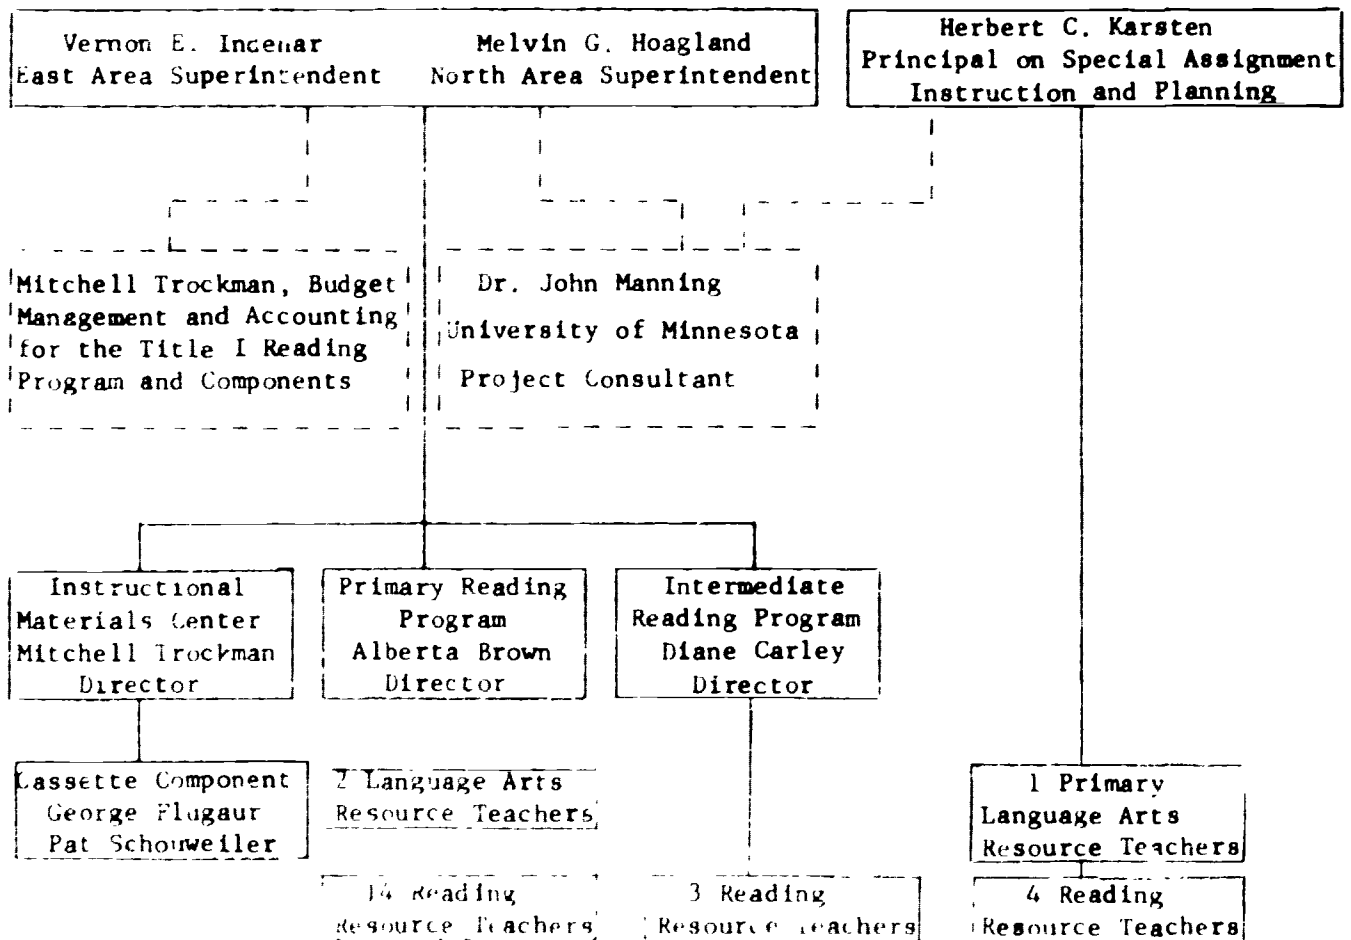 Vernon E. Indehar
East Area Superintendent
Melvin G. Hoagland
North Area Superintendent
Herbert C. Karsten
Principal on Special Assignment
Instruction and Planning
Mitchell Trockman, Budget
Management and Accounting
for the Title I Reading
Program and Components
Dr. John Manning
University of Minnesota
Project Consultant
Instructional
Materials Center
Mitchell Trockman
Director
Primary Reading
Program
Alberta Brown
Director
Intermediate
Reading Program
Diane Carley
Director
Cassette Component
George Flugaur
Pat Schouweiler
2 Language Arts
Resource Teachers
1 Primary
Language Arts
Resource Teachers
14 Reading
Resource Teachers
3 Reading
Resource Teachers
4 Reading
Resource Teachers